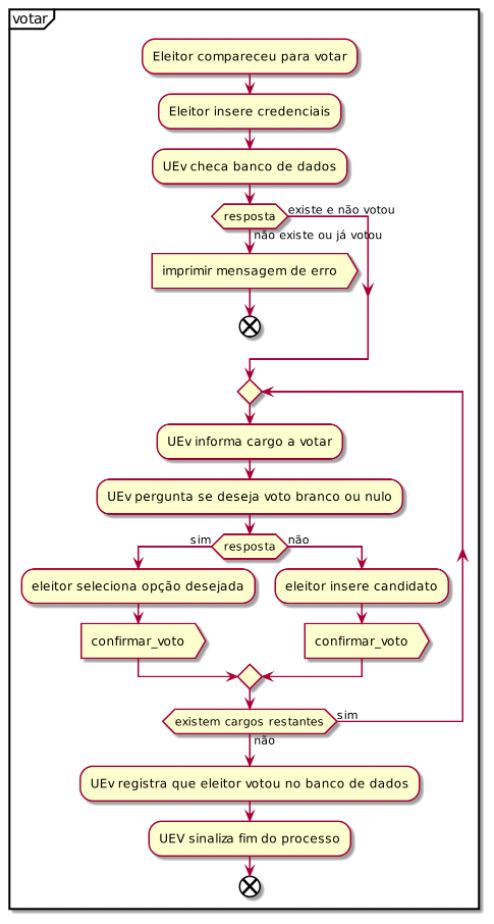 votar
Eleitor compareceu para votar
Eleitor insere credenciais
UEv checa banco de dados
resposta
existe e não votou
não existe ou já votou
imprimir mensagem de erro
UEv informa cargo a votar
UEv pergunta se deseja voto branco ou nulo
sim
resposta
não
eleitor seleciona opção desejada
eleitor insere candidato
confirmar_voto
confirmar_voto
existem cargos restantes
sim
não
UEv registra que eleitor votou no banco de dados
UEV sinaliza fim do processo